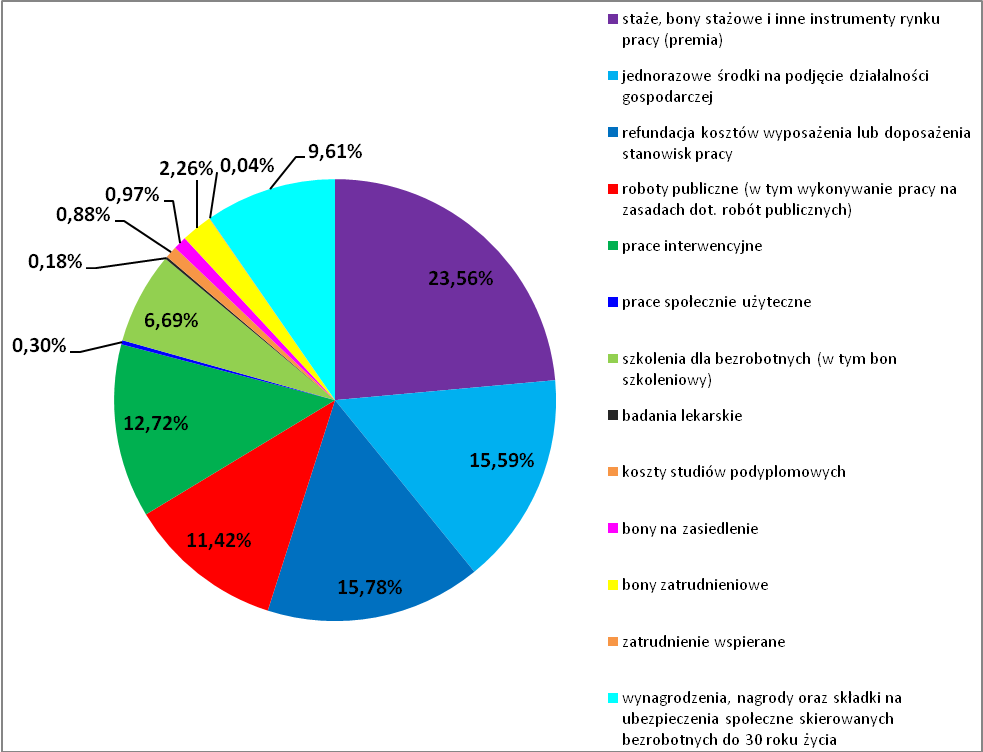 staże, bony stażowe i inne instrumenty rynku
pracy (premia)
jednorazowe środki na podjęcie działalności
gospodarczej
refundacja kosztów wyposażenia lub doposażenia
stanowisk pracy
roboty publiczne (w tym wykonywanie pracy na
zasadach dot. robót publicznych)
prace interwencyjne
prace społecznie użyteczne
szkolenia dla bezrobotnych (w tym bon
szkoleniowy)
badania lekarskie
koszty studiów podyplomowych
bony na zasiedlenie
bony zatrudnieniowe
zatrudnienie wspierane
wynagrodzenia, nagrody oraz składki na
ubezpieczenia społeczne skierowanych
bezrobotnych do 30 roku życia
23,56%
15,59%
15,78%
11,42%
12,72%
0,30%
6,69%
0,18%
0,88%
0,97%
2,26%
0,04%
9,61%